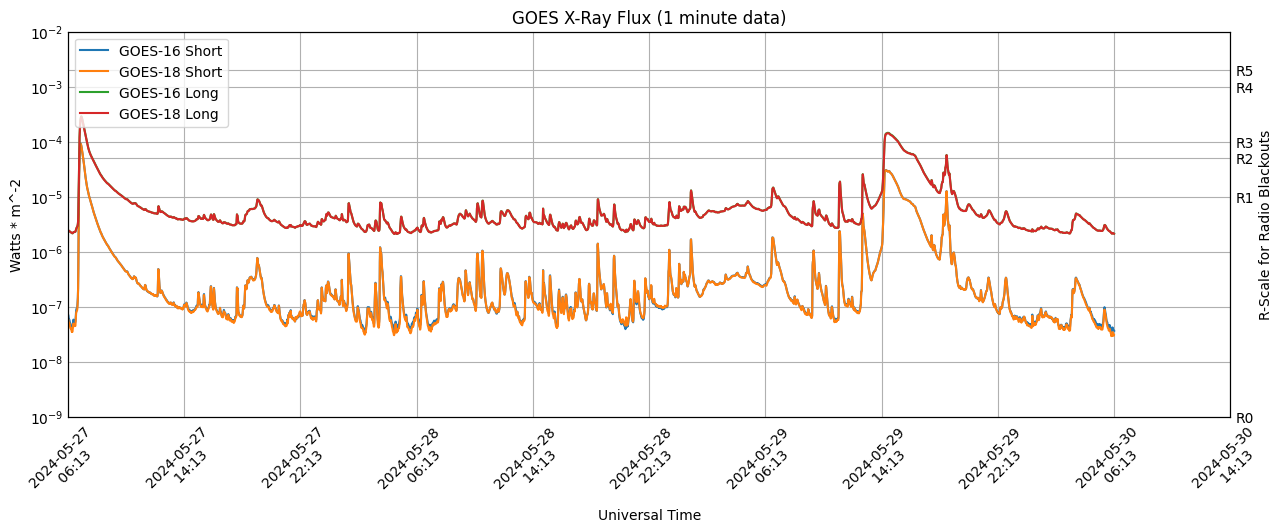 GOES X-Ray Flux (1 minute data)
GOES-16 Short
GOES-18 Short
GOES-16 Long
GOES-18 Long
Watts * m^-2
10^-2
10^-3
10^-4
10^-5
10^-6
10^-7
10^-8
10^-9
R5
R4
R3
R2
R1
R0
R-Scale for Radio Blackouts
2024-05-27
06:13
2024-05-27
14:13
2024-05-27
22:13
2024-05-28
06:13
2024-05-28
14:13
2024-05-28
22:13
2024-05-29
06:13
2024-05-29
14:13
2024-05-29
22:13
2024-05-30
06:13
2024-05-30
14:13
Universal Time